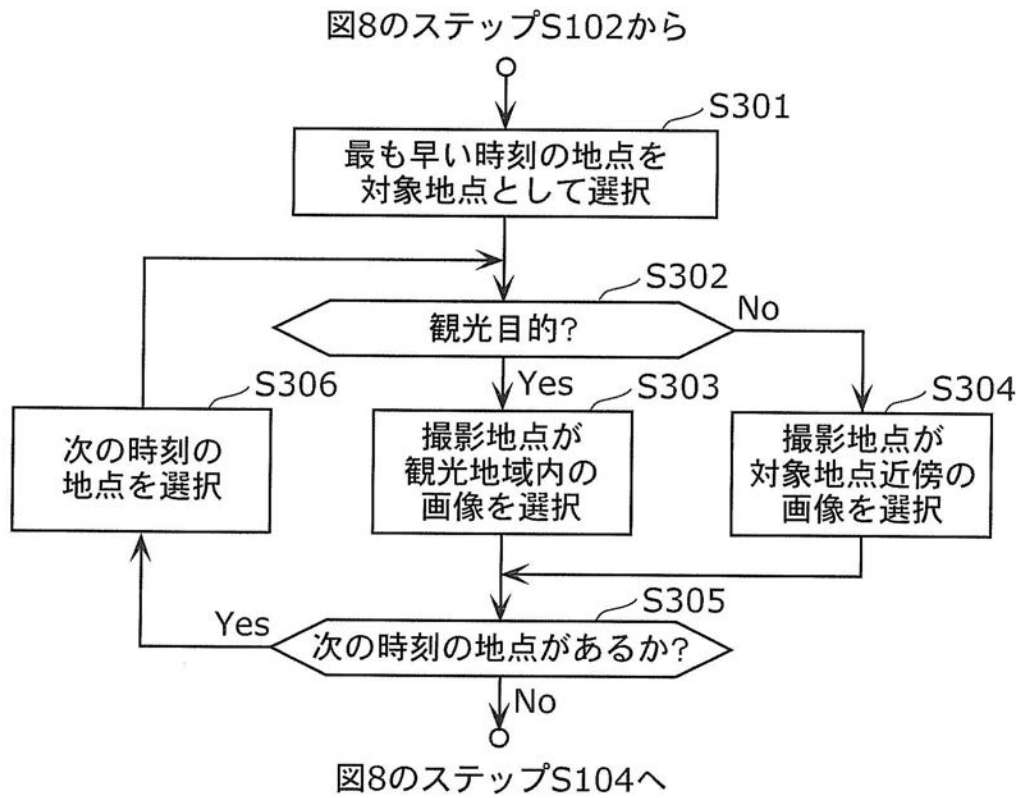 図8のステップS102から
S301
最も早い時刻の地点を
対象地点として選択
S302
観光目的?
No
Yes
S306
次の時刻の
地点を選択
S303
撮影地点が
観光地域内の
画像を選択
S304
撮影地点が
対象地点近傍の
画像を選択
S305
Yes
次の時刻の地点があるか?
No
図8のステップS104へ